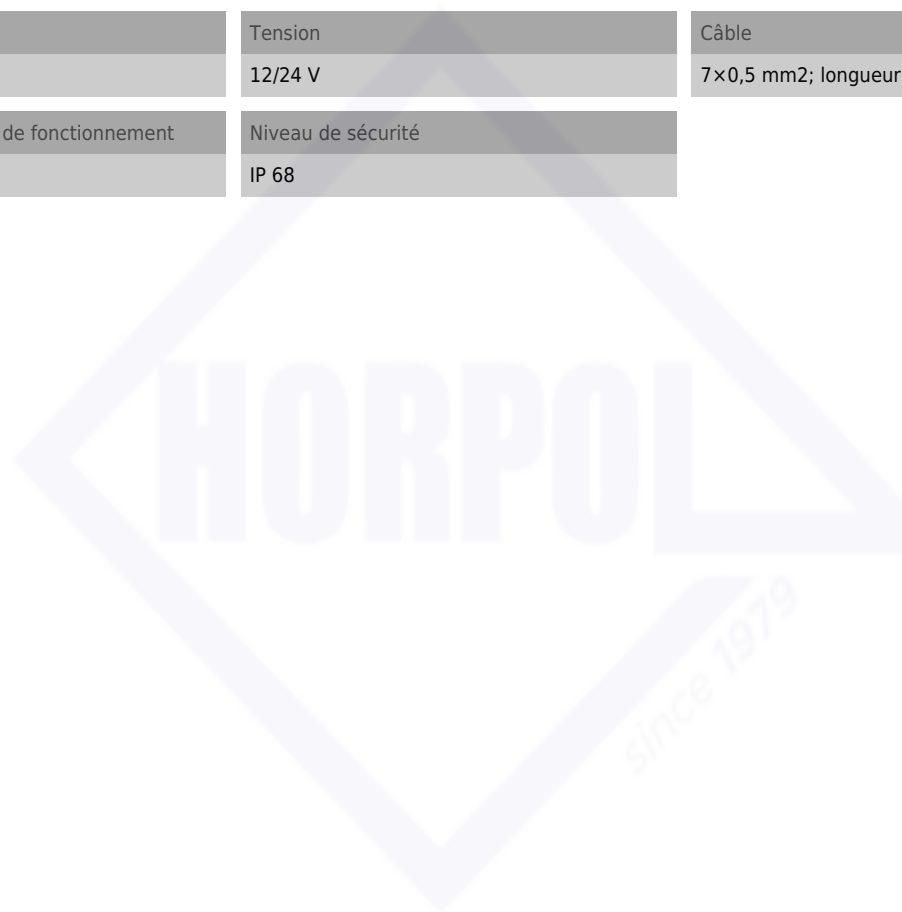 Tension
Câble
12/24 V
7×0,5 mm2; longueur
de fonctionnement
Niveau de sécurité
IP 68
HORPOL
since 1979